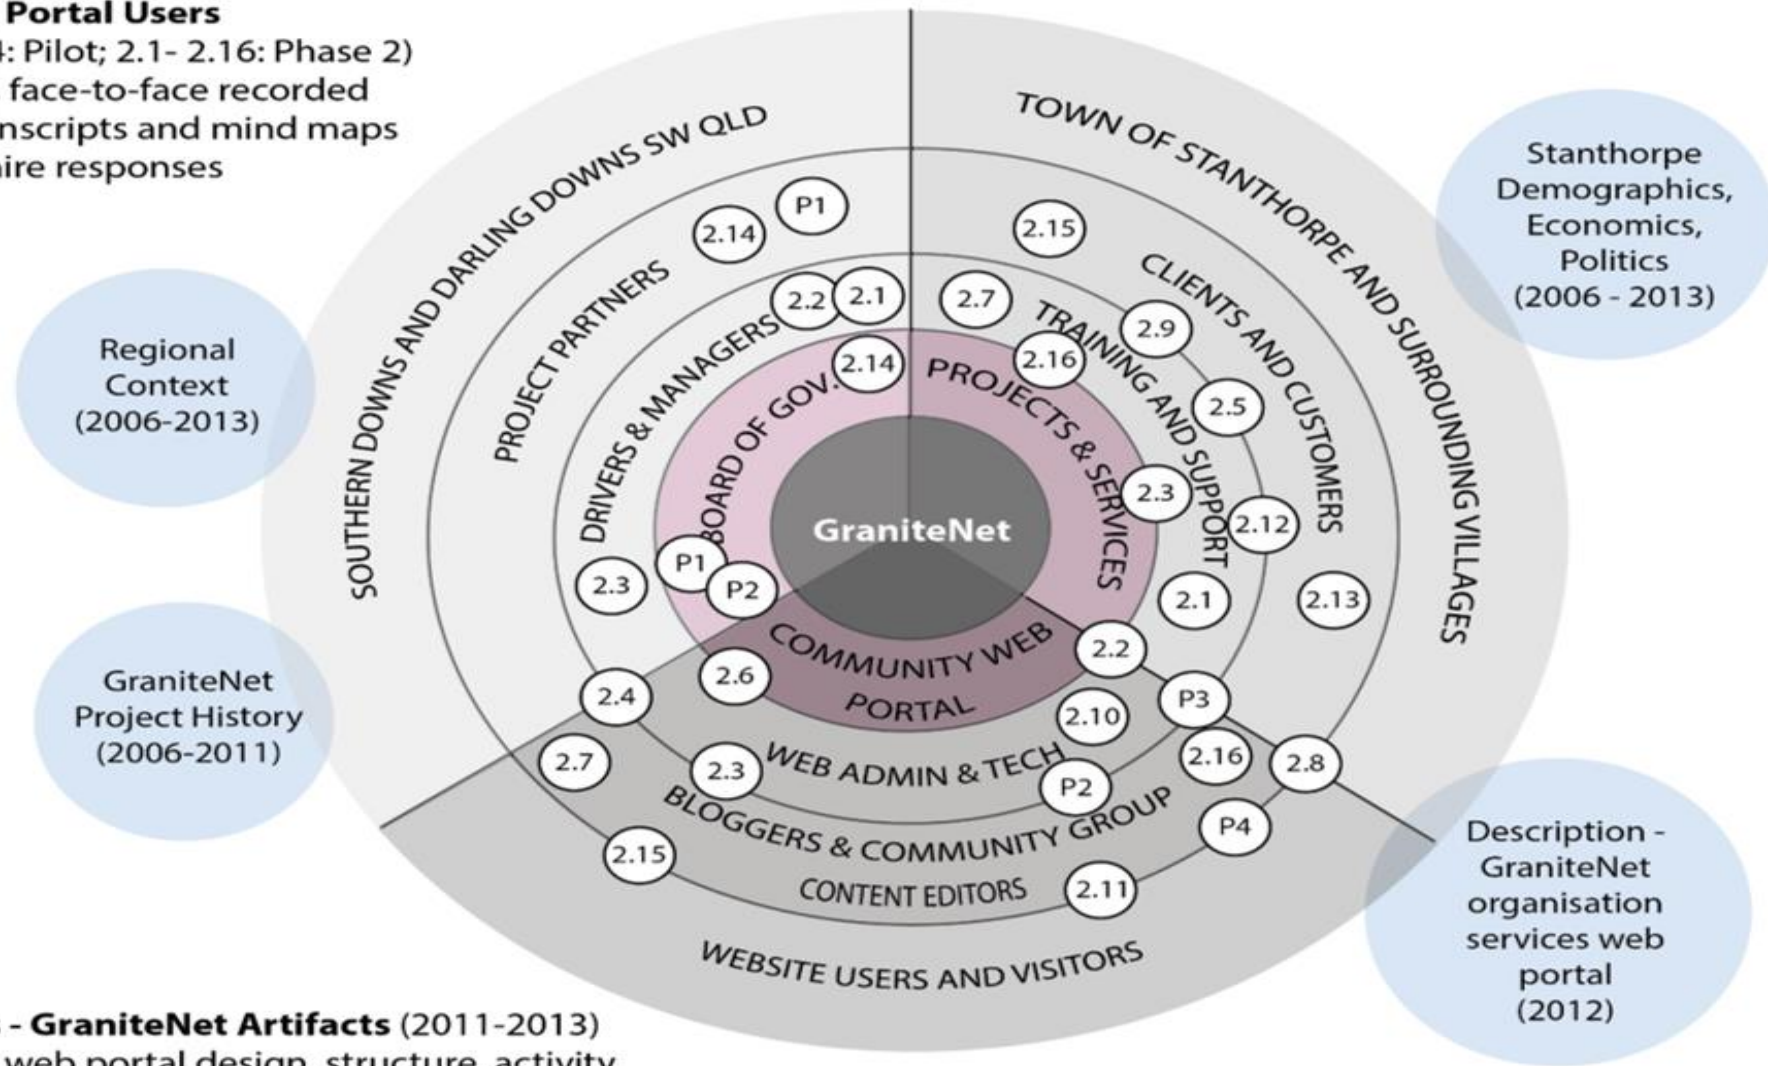 Portal Users
4: Pilot; 2.1- 2.16: Phase 2)
face-to-face recorded
nscripts and mind maps
ire responses
SOUTHERN DOWNS AND DARLING DOWNS SW QLD
TOWN OF STANTHORPE AND SURROUNDING VILLAGES
Stanthorpe
Demographics,
Economics,
Politics
(2006 - 2013)
P1
2.14
2.15
PROJECT PARTNERS
CLIENTS AND CUSTOMERS
2.2
2.1
2.7
2.9
DRIVERS & MANAGERS
TRAINING AND SUPPORT
Regional
Context
(2006-2013)
2.14
2.16
2.5
BOARD OF GOV.
PROJECTS & SERVICES
2.3
2.12
GraniteNet
P1
P2
2.3
2.1
2.13
COMMUNITY WEB
PORTAL
2.2
2.6
2.4
P3
2.10
GraniteNet
Project History
(2006-2011)
2.7
2.3
WEB ADMIN & TECH
2.16
2.8
P2
BLOGGERS & COMMUNITY GROUP
CONTENT EDITORS
P4
2.15
2.11
WEBSITE USERS AND VISITORS
Description -
GraniteNet
organisation
services web
portal
(2012)
- GraniteNet Artifacts (2011-2013)
web portal design, structure, activity